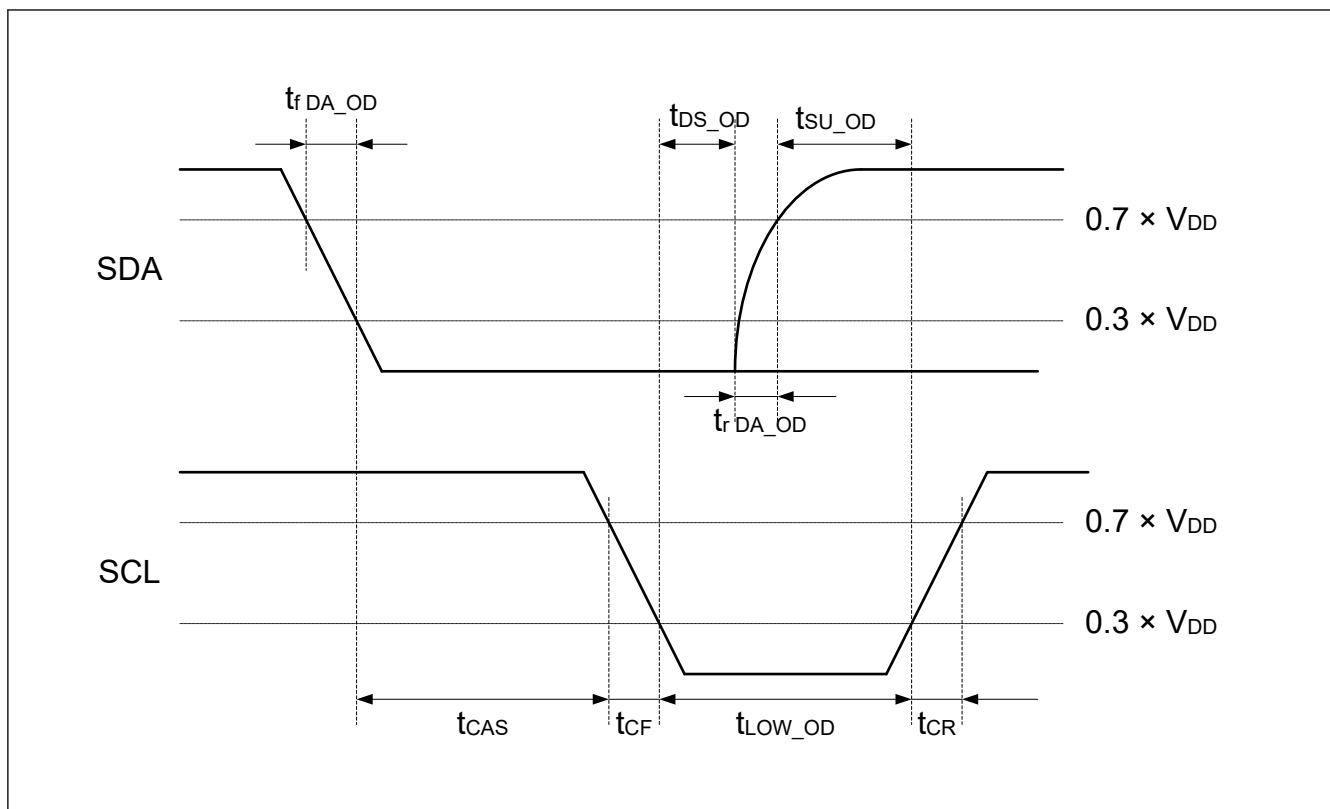 tf DA_OD
tDS_OD
tSU_OD
0.7 × VDD
SDA
0.3 × VDD
tr DA_OD
0.7 × VDD
SCL
0.3 × VDD
tCAS
tCF
tLOW_OD
tCR